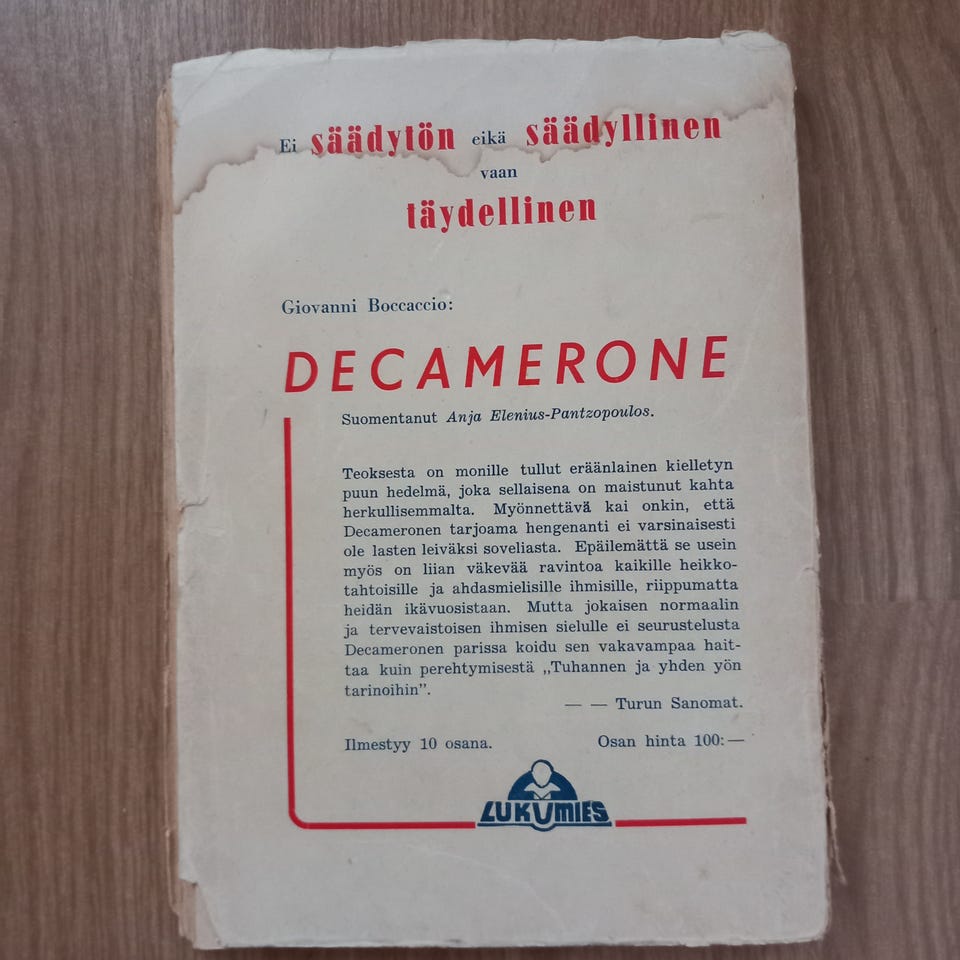 Ei säädytön eikä säädyllinen
vaan
täydellinen
Giovanni Boccaccio:
DECAMERONE
Suomentanut Anja Elenius-Pantzopoulos.
Teoksesta on monille tullut eräänlainen kielletyn
puun hedelmä, joka sellaisena on maistunut kahta
herkullisemmalta. Myönnettävä kai onkin, että
Decameronen tarjoama hengenanti ei varsinaisesti
ole lasten leiväksi soveliasta. Epäilemättä se usein
myös on liian väkevää ravintoa kaikille heikko-
tahtoisille ja ahdasmielisille ihmisille, riippumatta
heidän ikävuosistaan. Mutta jokaisen normaalin
ja tervevaistoisen ihmisen sielulle ei seurustelusta
Decameronen parissa koidu sen vakavampaa hait-
taa kuin perehtymisestä „Tuhannen ja yhden yön
tarinoihin”.
— — Turun Sanomat.
Ilmestyy 10 osana. Osan hinta 100:—
LUKUMIES